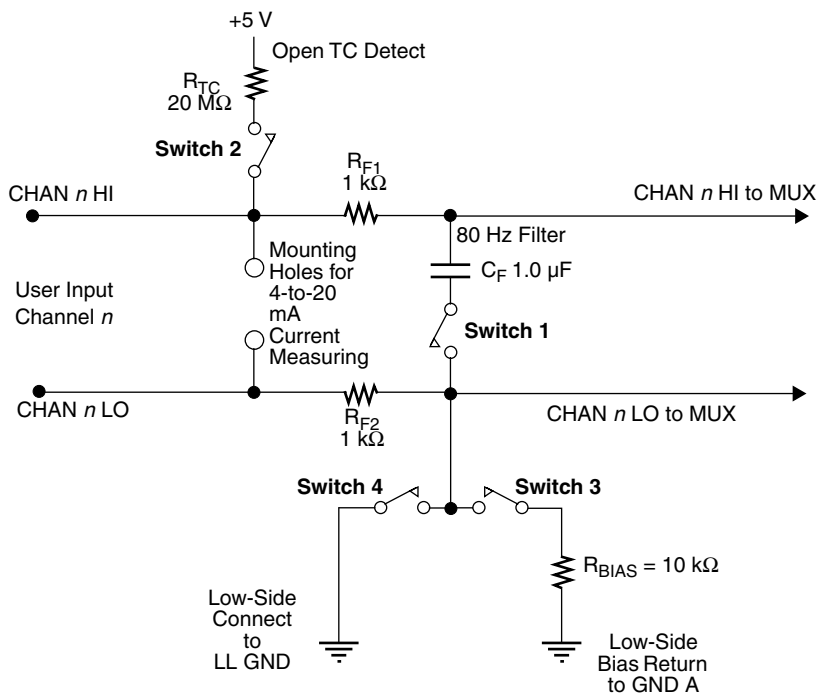 +5 V
Open TC Detect
R_TC
20 MΩ
Switch 2
R_F1
1 kΩ
CHAN n HI
CHAN n HI to MUX
80 Hz Filter
C_F 1.0 µF
Mounting
Holes for
4-to-20
mA
Current
Measuring
User Input
Channel n
Switch 1
CHAN n LO
R_F2
1 kΩ
CHAN n LO to MUX
Switch 4
Switch 3
R_BIAS = 10 kΩ
Low-Side
Connect
to
LL GND
Low-Side
Bias Return
to GND A